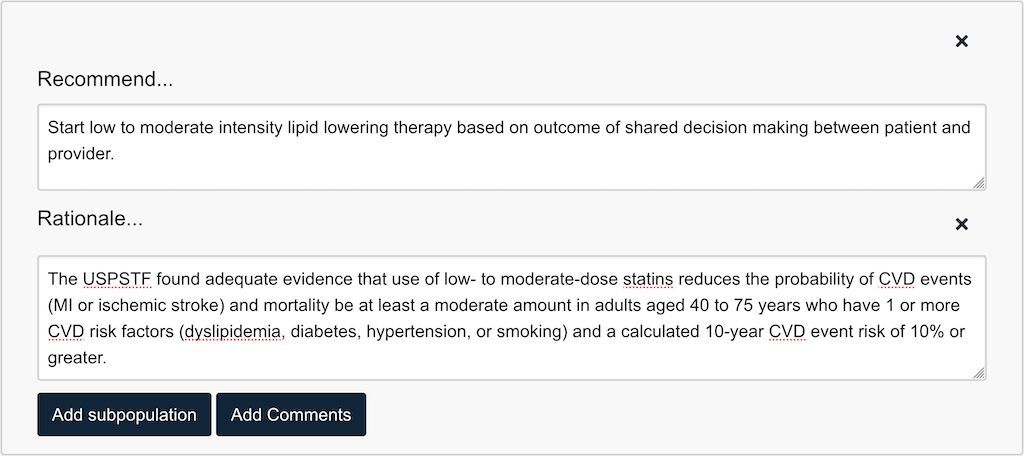 Recommend...
Start low to moderate intensity lipid lowering therapy based on outcome of shared decision making between patient and
provider.
Rationale...
The USPSTF found adequate evidence that use of low- to moderate-dose statins reduces the probability of CVD events
(MI or ischemic stroke) and mortality be at least a moderate amount in adults aged 40 to 75 years who have 1 or more
CVD risk factors (dyslipidemia, diabetes, hypertension, or smoking) and a calculated 10-year CVD event risk of 10% or
greater.
Add subpopulation Add Comments